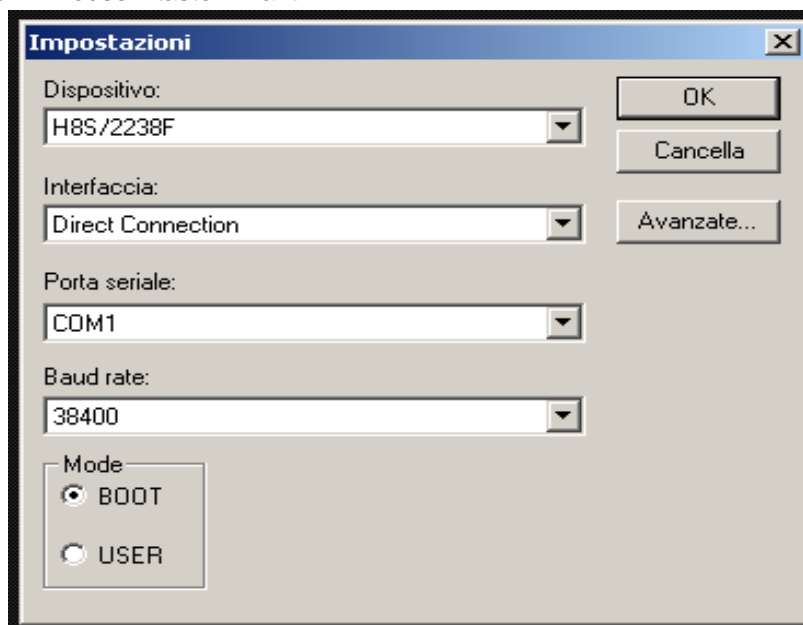 Impostazioni
Dispositivo:
H8S/2238F
Interfaccia:
Direct Connection
Porta seriale:
COM1
Baud rate:
38400
Mode
BOOT
USER
OK
Cancella
Avanzate...